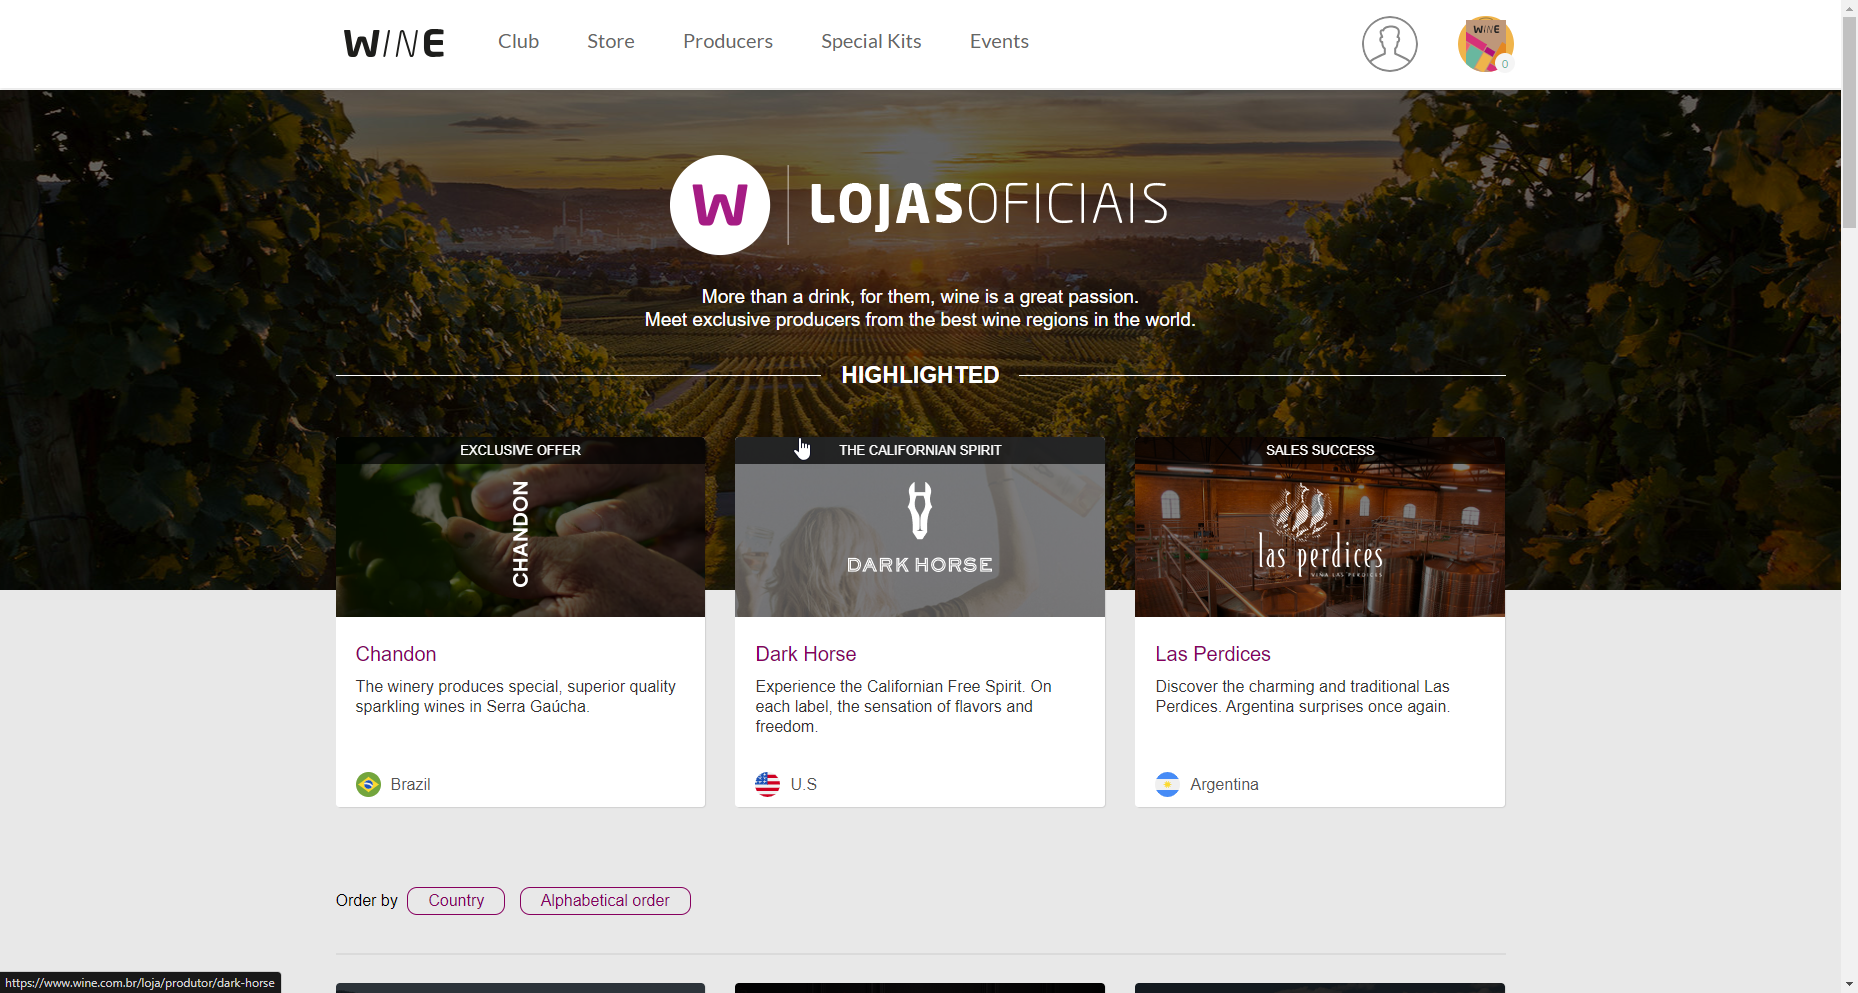 WINE
Club
Store
Producers
Special Kits
Events
WINE
0
W
LOJASOFICIAIS
More than a drink, for them, wine is a great passion.
Meet exclusive producers from the best wine regions in the world.
HIGHLIGHTED
EXCLUSIVE OFFER
CHANDON
Chandon
The winery produces special, superior quality
sparkling wines in Serra Gaúcha.
Brazil
THE CALIFORNIAN SPIRIT
DARK HORSE
Dark Horse
Experience the Californian Free Spirit. On
each label, the sensation of flavors and
freedom.
U.S
SALES SUCCESS
las perdices
VIÑA LAS PERDICES
Las Perdices
Discover the charming and traditional Las
Perdices. Argentina surprises once again.
Argentina
Order by
Country
Alphabetical order
https://www.wine.com.br/loja/produtor/dark-horse